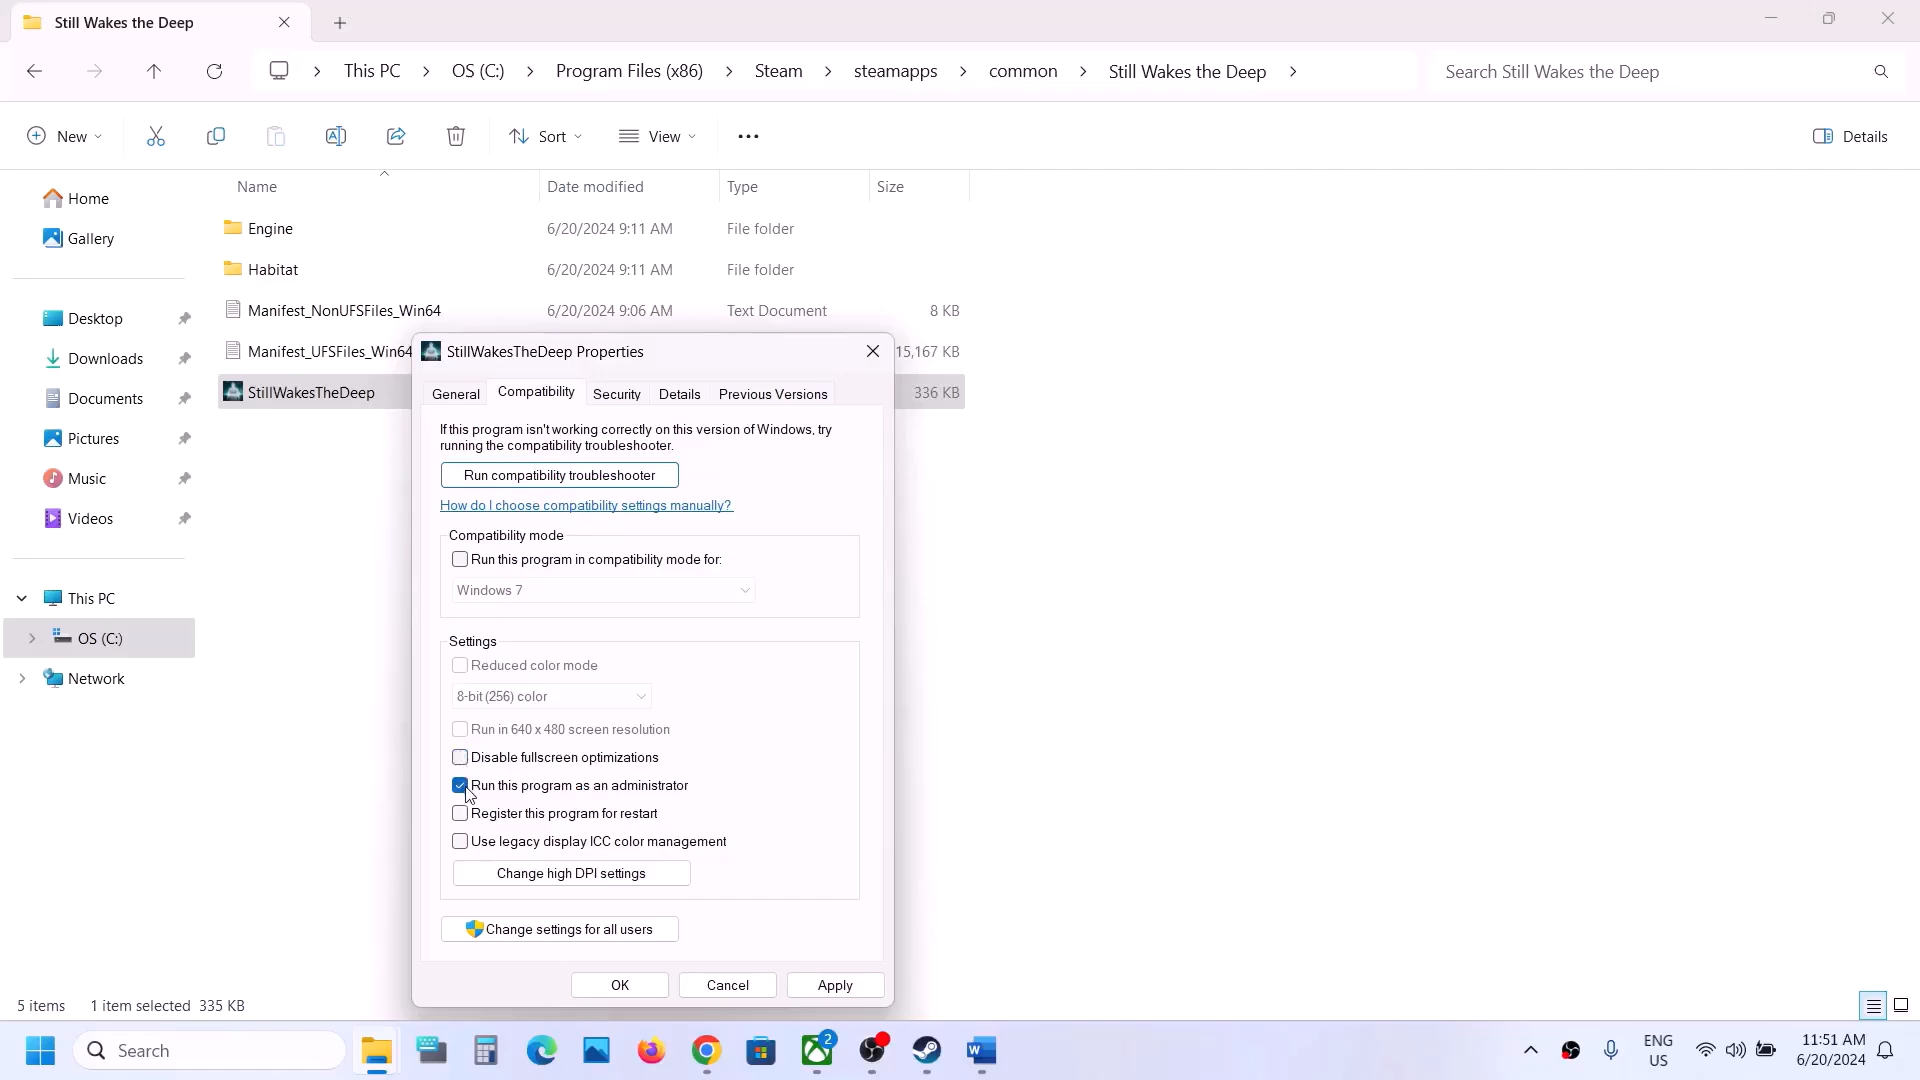 Still Wakes the Deep
This PC
OS (C:)
Program Files (x86)
Steam
steamapps
common
Still Wakes the Deep
Search Still Wakes the Deep
New
Sort
View
Details
Name
Date modified
Type
Size
Home
Gallery
Desktop
Downloads
Documents
Pictures
Music
Videos
This PC
OS (C:)
Network
Engine
6/20/2024 9:11 AM
File folder
Habitat
6/20/2024 9:11 AM
File folder
Manifest_NonUFSFiles_Win64
6/20/2024 9:06 AM
Text Document
8 KB
Manifest_UFSFiles_Win64
15,167 KB
StillWakesTheDeep
336 KB
StillWakesTheDeep Properties
General
Compatibility
Security
Details
Previous Versions
If this program isn't working correctly on this version of Windows, try
running the compatibility troubleshooter.
Run compatibility troubleshooter
How do I choose compatibility settings manually?
Compatibility mode
Run this program in compatibility mode for:
Windows 7
Settings
Reduced color mode
8-bit (256) color
Run in 640 x 480 screen resolution
Disable fullscreen optimizations
Run this program as an administrator
Register this program for restart
Use legacy display ICC color management
Change high DPI settings
Change settings for all users
OK
Cancel
Apply
5 items
1 item selected 335 KB
Search
2
ENG
US
11:51 AM
6/20/2024